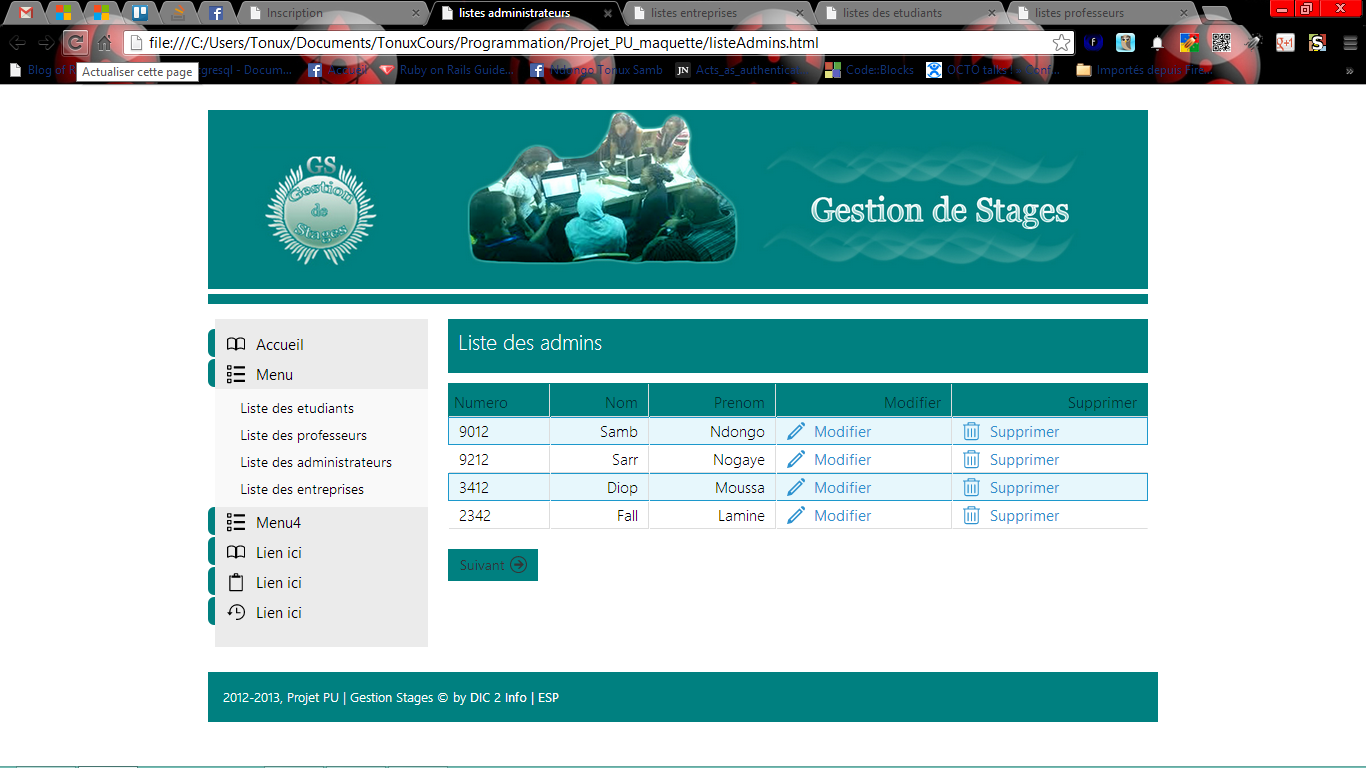 Inscription
listes administrateurs
listes entreprises
listes des etudiants
listes professeurs
file:///C:/Users/Tonux/Documents/TonuxCours/Programmation/Projet_PU_maquette/listeAdmins.html
Blog of
gresql - Docum...
Accueil
Ruby on Rails Guide...
Ndongo Tonux Samb
JN Acts_as_authentica...
Code::Blocks
OCTO talks !
Importés depuis Fire...
»
Actualiser cette page
GS
Gestion
de
Stages
Gestion de Stages
Accueil
Menu
Liste des etudiants
Liste des professeurs
Liste des administrateurs
Liste des entreprises
Menu4
Lien ici
Lien ici
Lien ici
Liste des admins
Numero Nom Prenom Modifier Supprimer
9012 Samb Ndongo Modifier Supprimer
9212 Sarr Nogaye Modifier Supprimer
3412 Diop Moussa Modifier Supprimer
2342 Fall Lamine Modifier Supprimer
Suivant
2012-2013, Projet PU | Gestion Stages © by DIC 2 Info | ESP